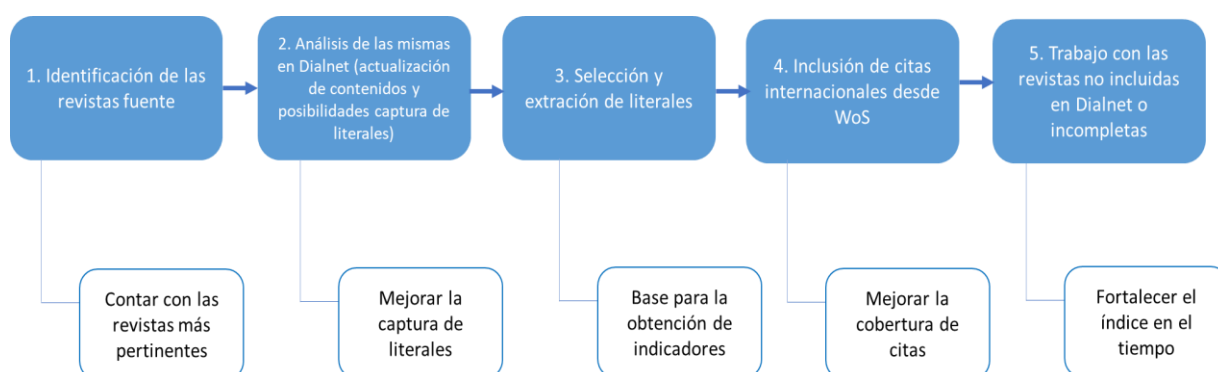 1. Identificación de las
revistas fuente
2. Análisis de las mismas
en Dialnet (actualización
de contenidos y
posibilidades captura de
literales)
3. Selección y
extracción de literales
4. Inclusión de citas
internacionales desde
WoS
5. Trabajo con las
revistas no incluidas
en Dialnet o
incompletas
Contar con las
revistas más
pertinentes
Mejorar la
captura de
literales
Base para la
obtención de
indicadores
Mejorar la
cobertura de
citas
Fortalecer el
índice en el
tiempo